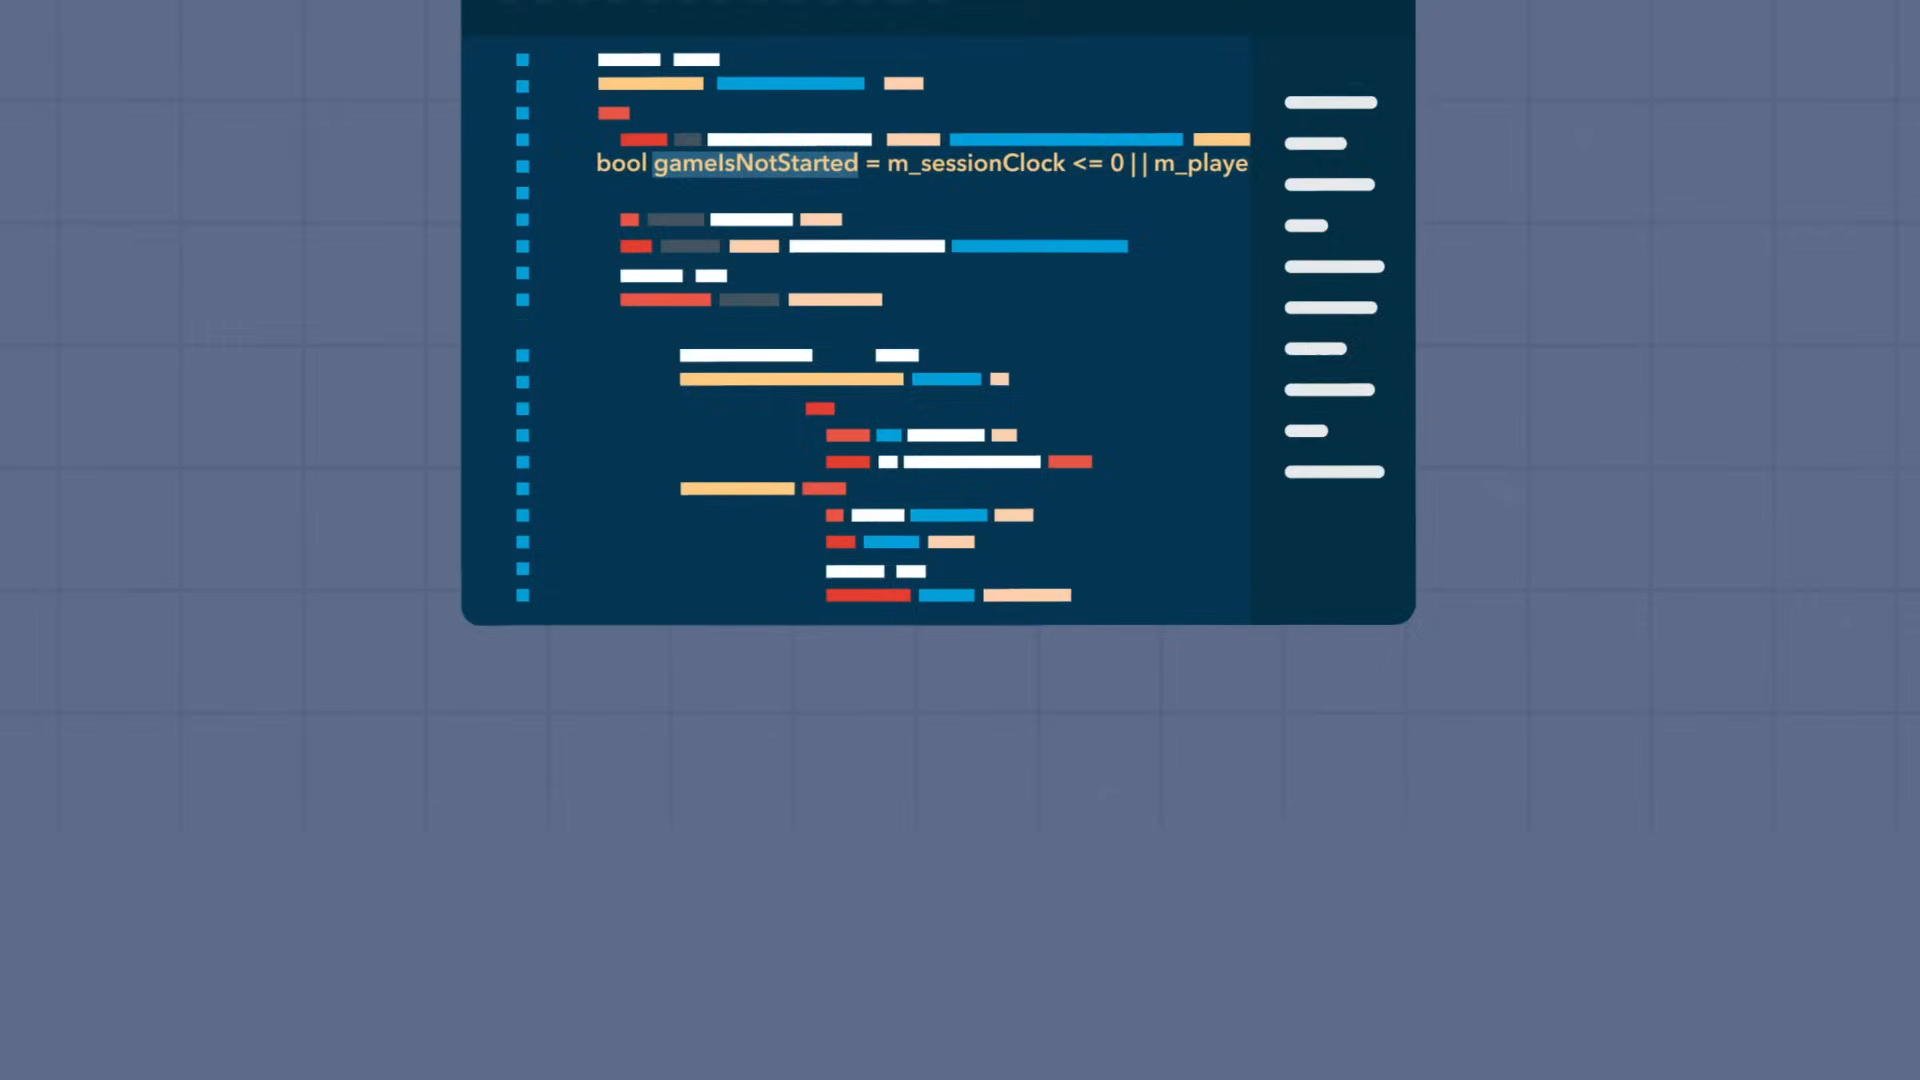 bool gameIsNotStarted = m_sessionClock <= 0 || m_playe